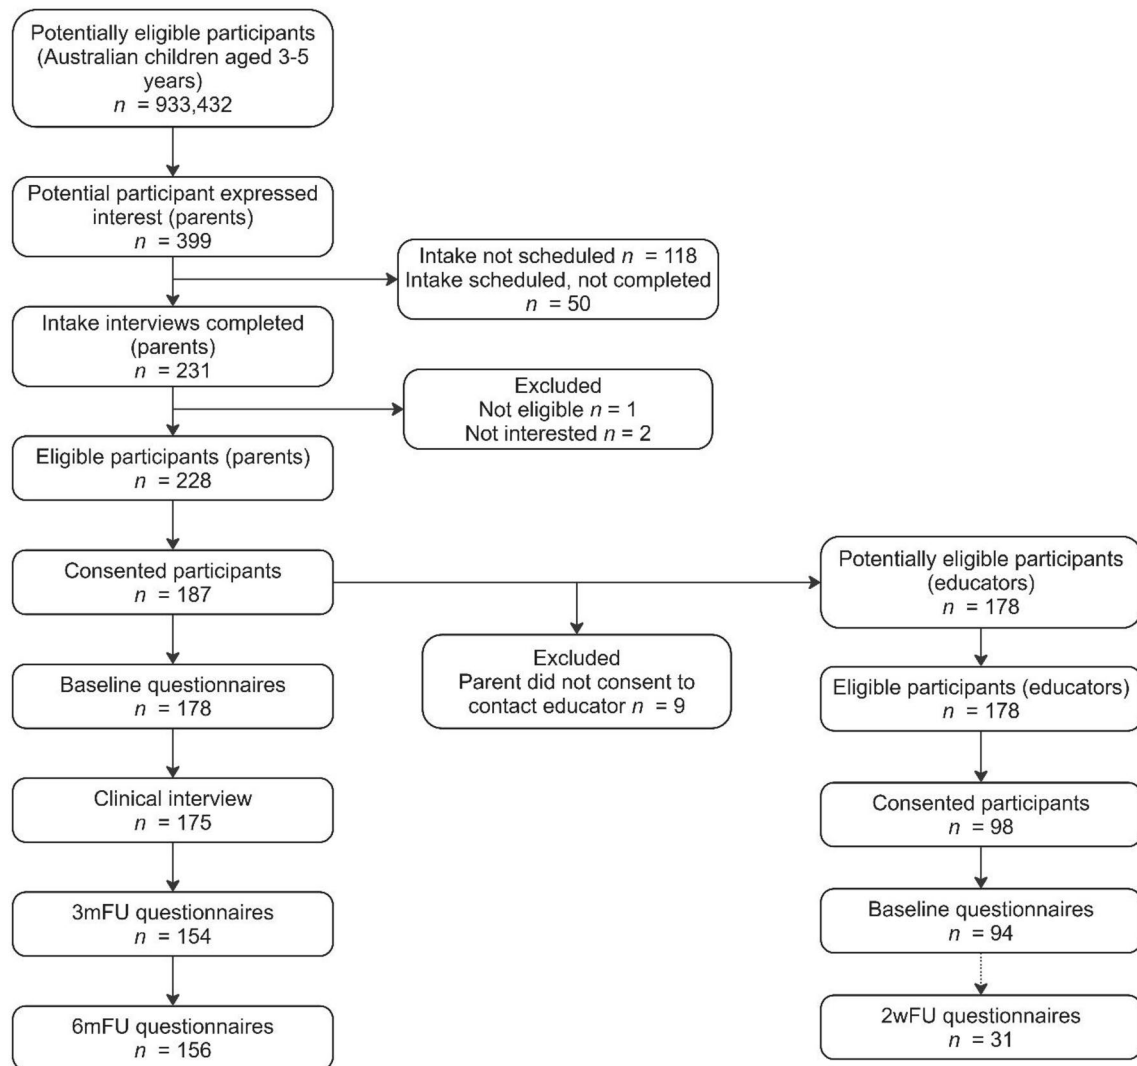 Potentially eligible participants
(Australian children aged 3-5
years)
n = 933,432
Potential participant expressed
interest (parents)
n = 399
Intake not scheduled n = 118
Intake scheduled, not completed
n = 50
Intake interviews completed
(parents)
n = 231
Excluded
Not eligible n = 1
Not interested n = 2
Eligible participants (parents)
n = 228
Consented participants
n = 187
Excluded
Parent did not consent to
contact educator n = 9
Baseline questionnaires
n = 178
Clinical interview
n = 175
3mFU questionnaires
n = 154
6mFU questionnaires
n = 156
Potentially eligible participants
(educators)
n = 178
Eligible participants (educators)
n = 178
Consented participants
n = 98
Baseline questionnaires
n = 94
2wFU questionnaires
n = 31